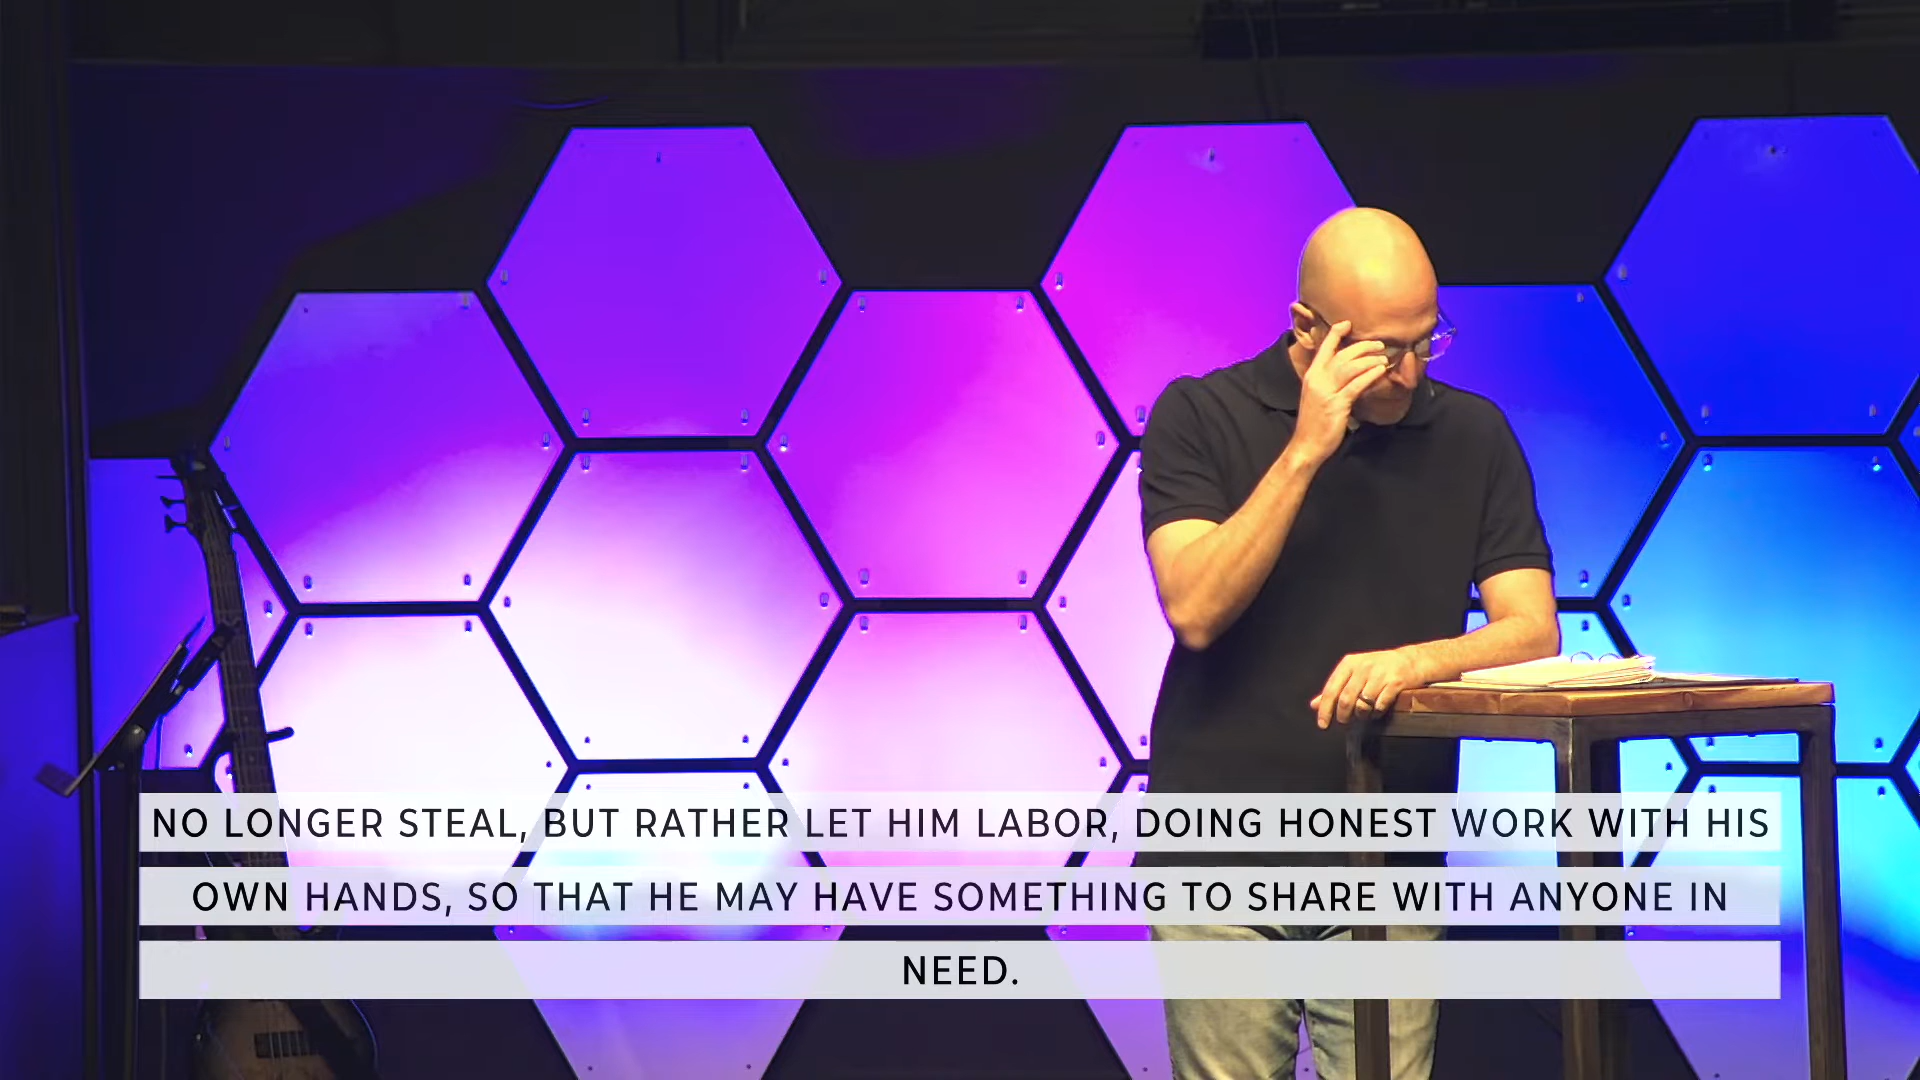 NO LONGER STEAL, BUT RATHER LET HIM LABOR, DOING HONEST WORK WITH HIS
OWN HANDS, SO THAT HE MAY HAVE SOMETHING TO SHARE WITH ANYONE IN
NEED.